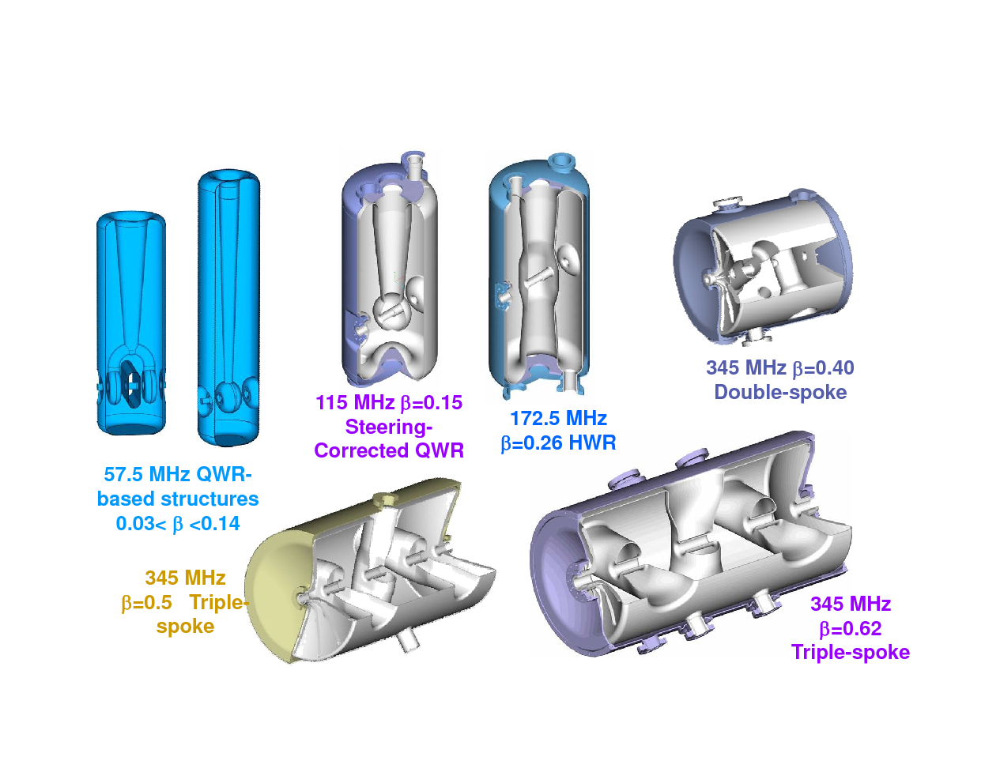 115 MHz β=0.15
Steering-
Corrected QWR
172.5 MHz
β=0.26 HWR
345 MHz β=0.40
Double-spoke
57.5 MHz QWR-
based structures
0.03< β <0.14
345 MHz
β=0.5   Triple-
spoke
345 MHz
β=0.62
Triple-spoke